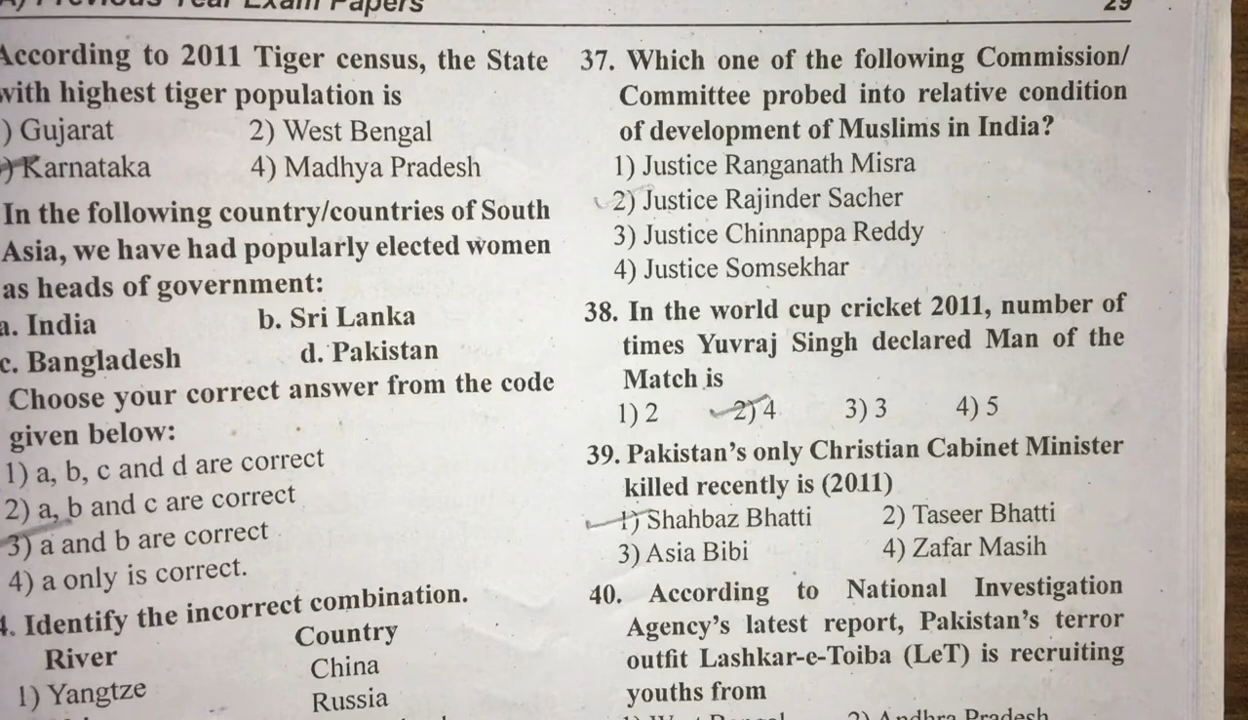 Previous Year Exam Papers
29
According to 2011 Tiger census, the State
with highest tiger population is
) Gujarat 2) West Bengal
) Karnataka 4) Madhya Pradesh
In the following country/countries of South
Asia, we have had popularly elected women
as heads of government:
a. India b. Sri Lanka
c. Bangladesh d. Pakistan
Choose your correct answer from the code
given below:
1) a, b, c and d are correct
2) a, b and c are correct
3) a and b are correct
4) a only is correct.
4. Identify the incorrect combination.
River Country
1) Yangtze China
Russia
37. Which one of the following Commission/
Committee probed into relative condition
of development of Muslims in India?
1) Justice Ranganath Misra
2) Justice Rajinder Sacher
3) Justice Chinnappa Reddy
4) Justice Somsekhar
38. In the world cup cricket 2011, number of
times Yuvraj Singh declared Man of the
Match is
1) 2 2) 4 3) 3 4) 5
39. Pakistan's only Christian Cabinet Minister
killed recently is (2011)
1) Shahbaz Bhatti 2) Taseer Bhatti
3) Asia Bibi 4) Zafar Masih
40. According to National Investigation
Agency's latest report, Pakistan's terror
outfit Lashkar-e-Toiba (LeT) is recruiting
youths from
2) Andhra Pradesh